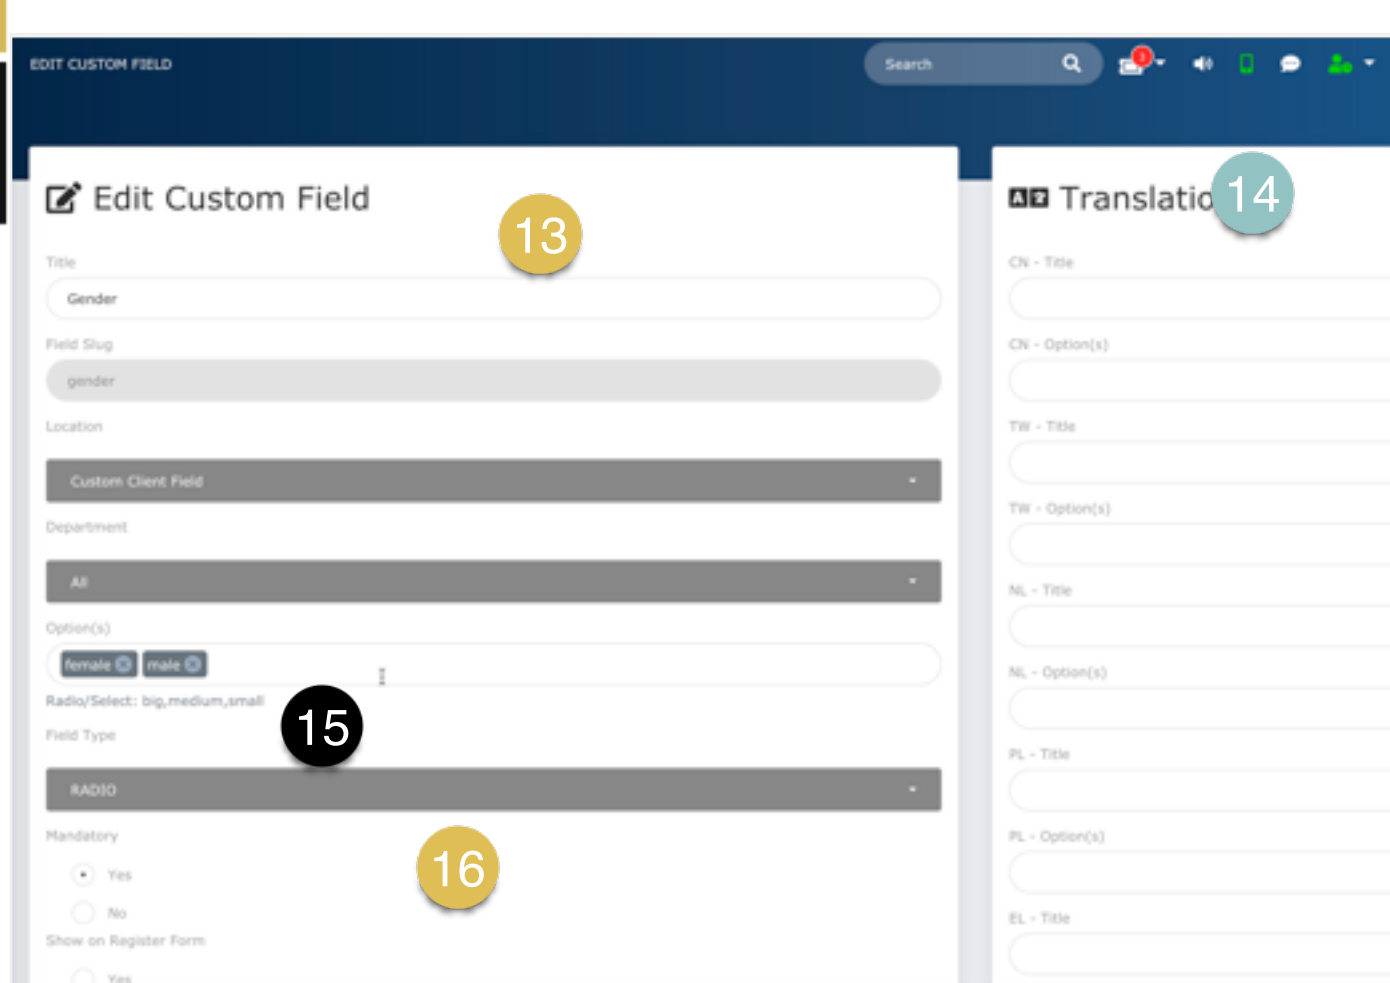 EDIT CUSTOM FIELD
Search
Edit Custom Field
13
Title
Gender
Field Slug
gender
Location
Custom Client Field
Department
All
Option(s)
female
male
Radio/Select: big,medium,small
15
Field Type
RADIO
Mandatory
16
Yes
No
Show on Register Form
Yes
Translatio
14
CN - Title
CN - Option(s)
TW - Title
TW - Option(s)
NL - Title
NL - Option(s)
PL - Title
PL - Option(s)
EL - Title